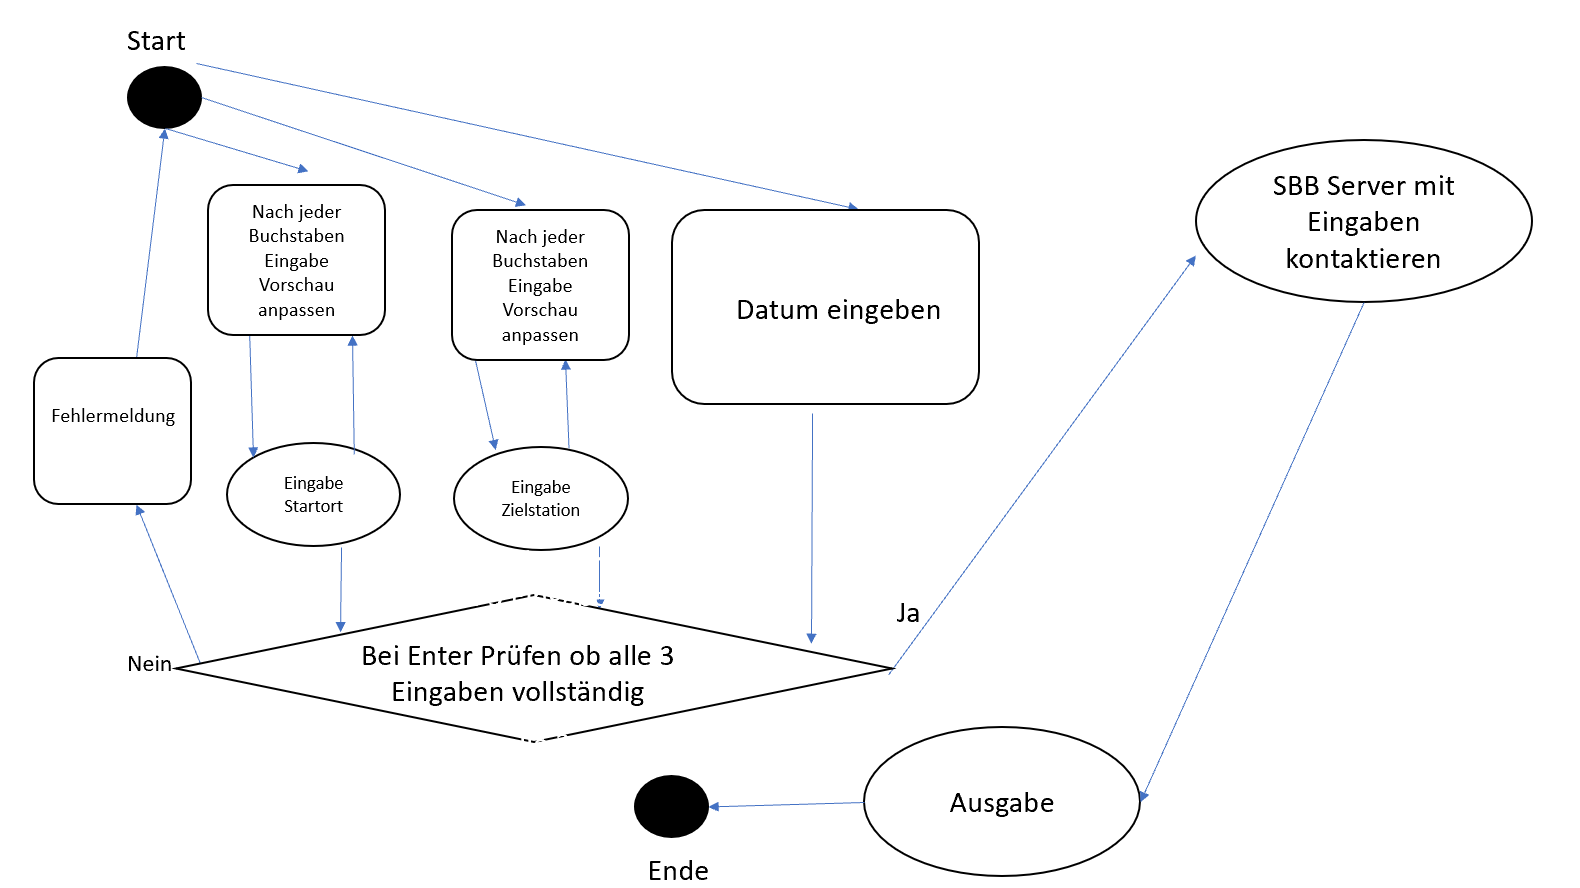 Start
Nach jeder
Buchstaben
Eingabe
Vorschau
anpassen
Nach jeder
Buchstaben
Eingabe
Vorschau
anpassen
Datum eingeben
SBB Server mit
Eingaben
kontaktieren
Fehlermeldung
Eingabe
Startort
Eingabe
Zielstation
Ja
Nein
Bei Enter Prüfen ob alle 3
Eingaben vollständig
Ausgabe
Ende